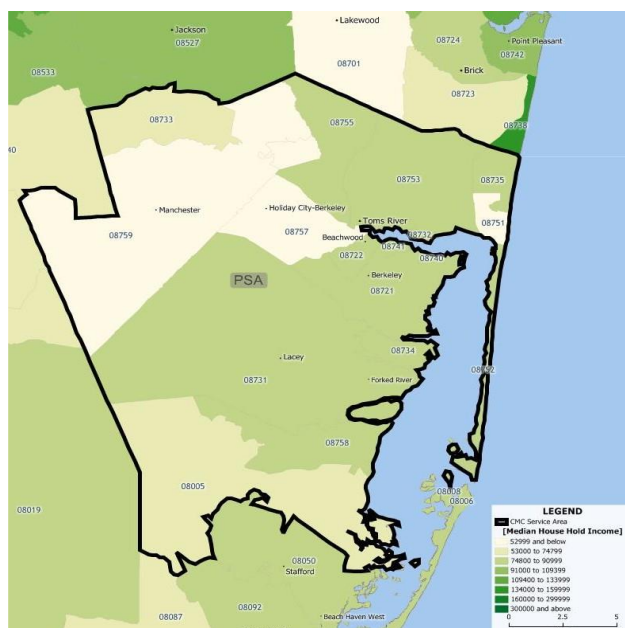 Lakewood
Jackson
08527
08724
Point Pleasant
08742
08533
08701
Brick
08723
08738
08733
08755
40
08753
08735
Manchester
Holiday City-Berkeley
Toms River
08751
08759
08757
Beachwood
08732
08741
08722
08740
Berkeley
PSA
08721
08734
Lacey
08752
08731
Forked River
08758
08005
08008
08006
08019
08050
Stafford
08092
08087
Beach Haven West
LEGEND
CMC Service Area
[Median House Hold Income]
52999 and below
53000 to 74799
74800 to 90999
91000 to 109399
109400 to 133999
134000 to 159999
160000 to 299999
300000 and above
0 2.5 5